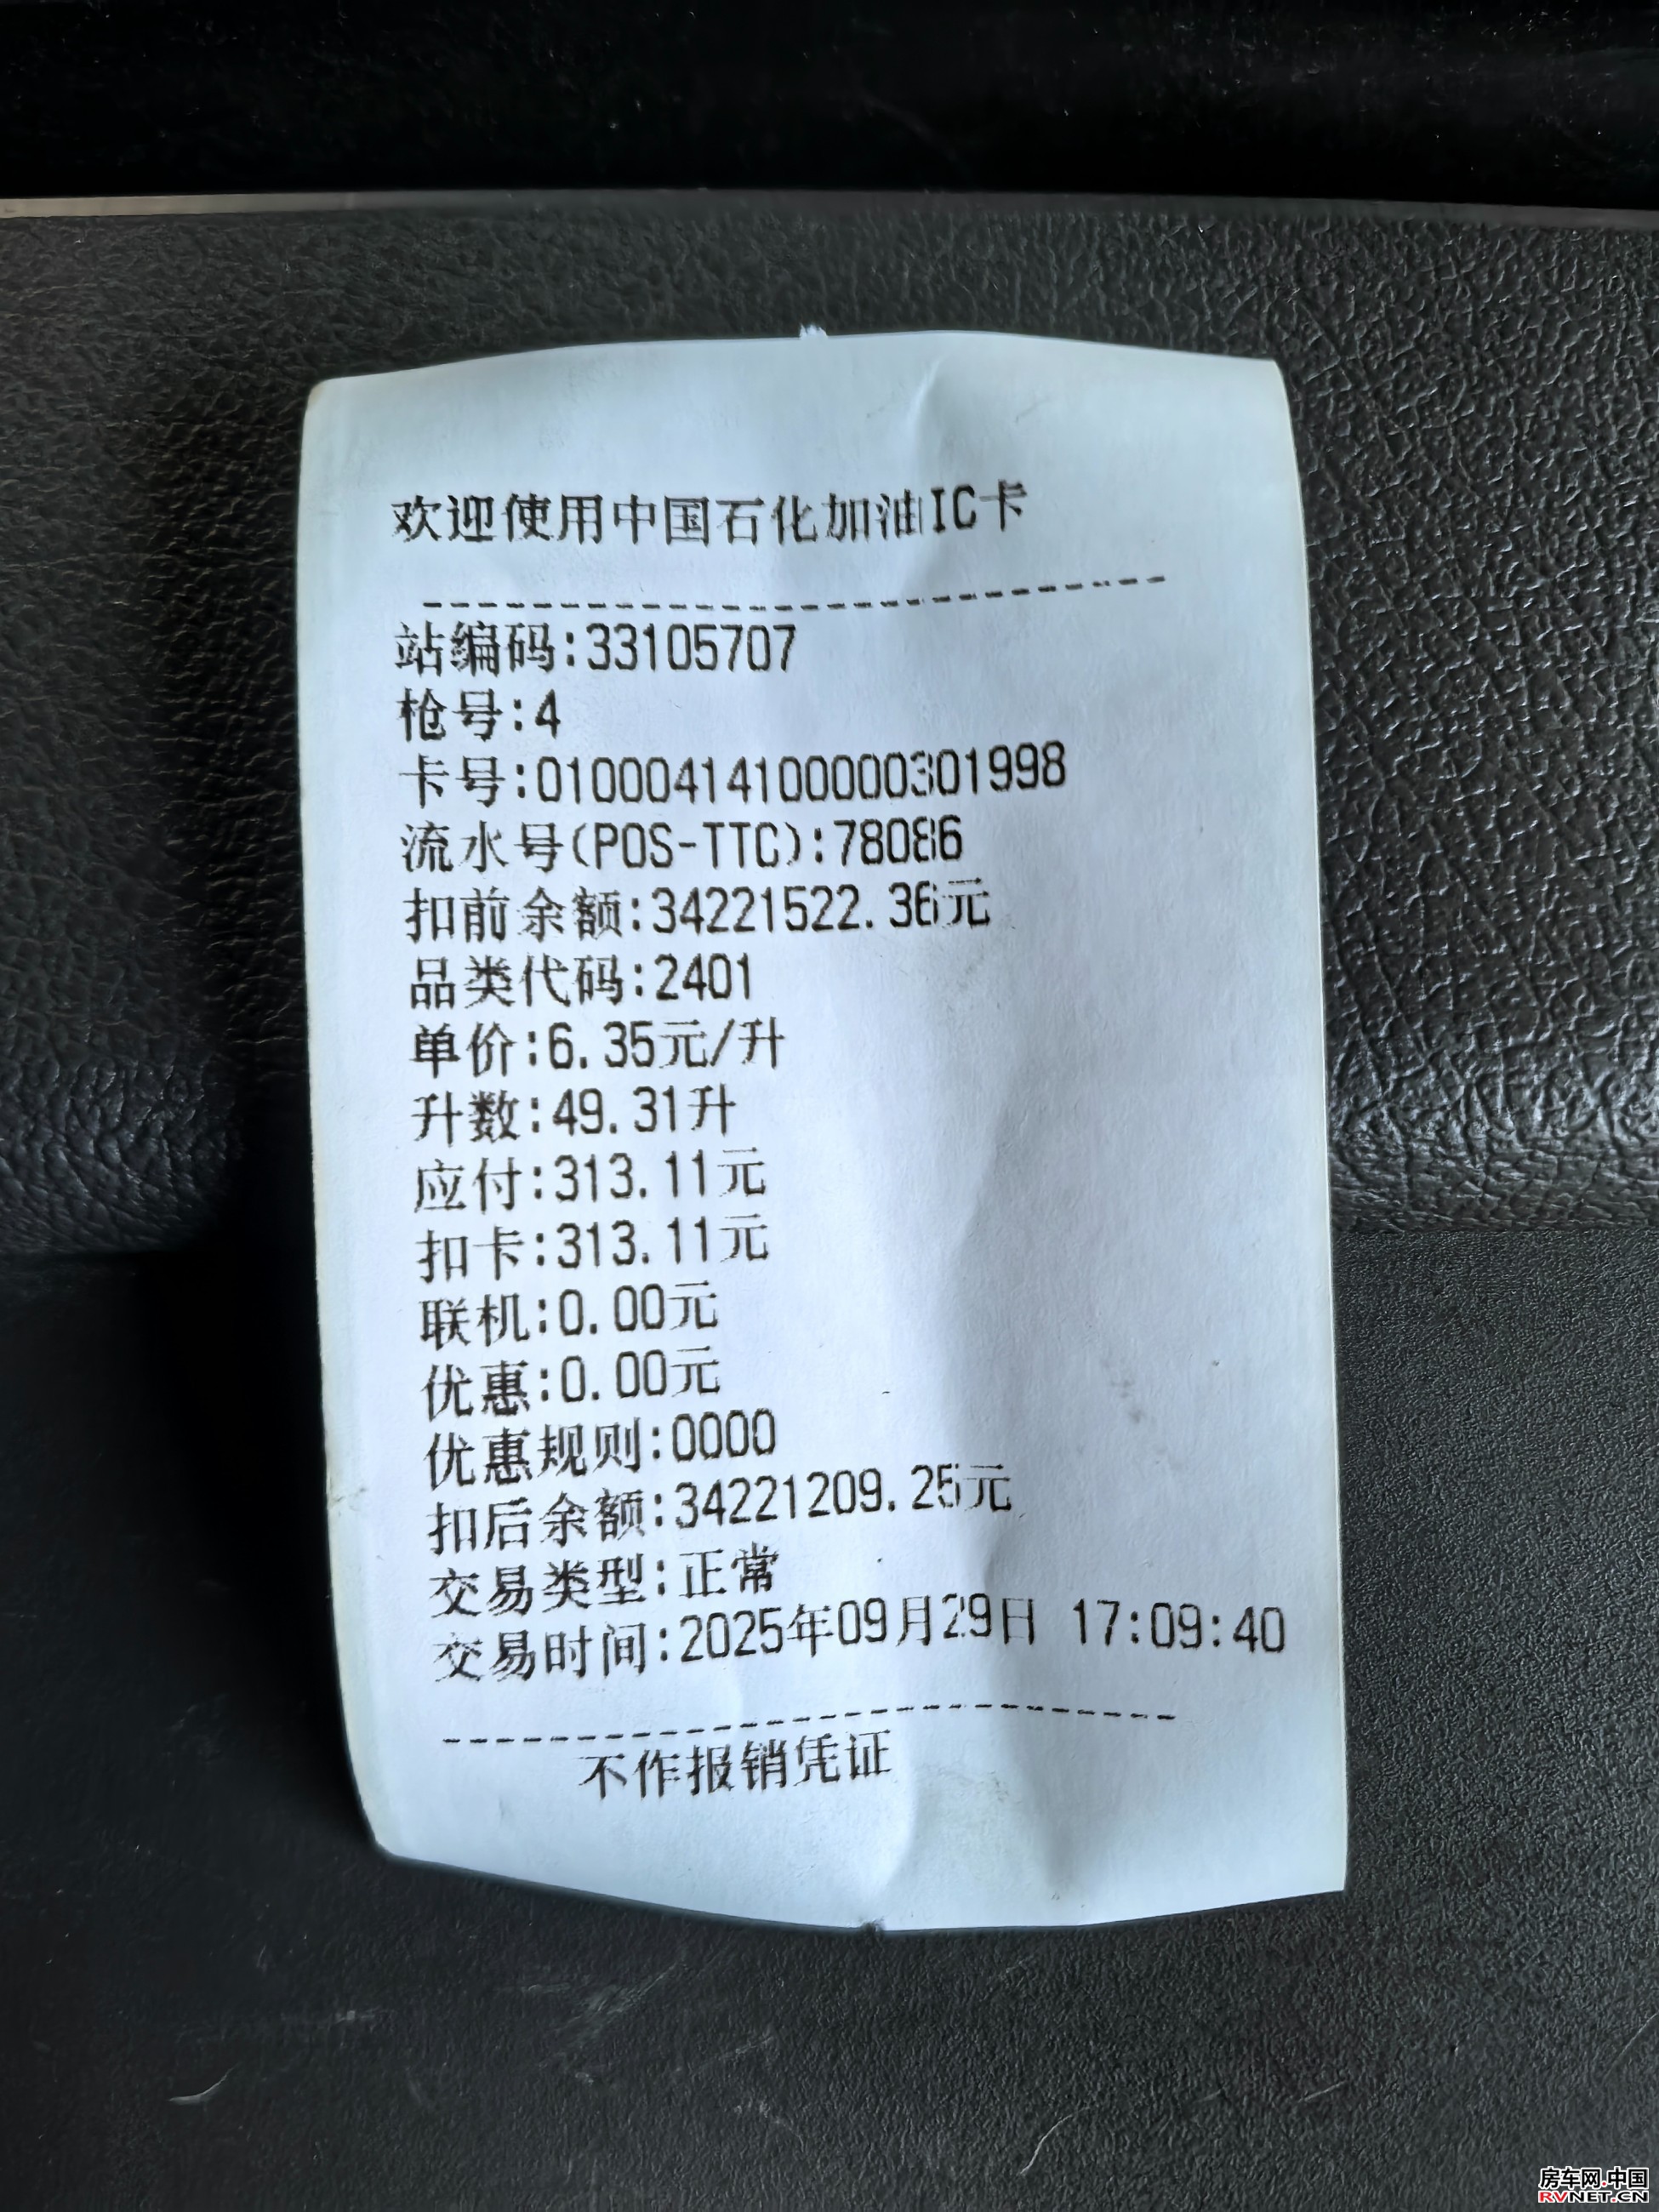 欢迎使用中国石化加油IC卡
站编码:33105707
枪号:4
卡号:01000414100000301998
流水号(POS-TTC):78086
扣前余额:34221522.36元
品类代码:2401
单价:6.35元/升
升数:49.31升
应付:313.11元
扣卡:313.11元
联机:0.00元
优惠:0.00元
优惠规则:0000
扣后余额:34221209.25元
交易类型:正常
交易时间:2025年09月29日 17:09:40
不作报销凭证
房车网.中国
RVNET.CN